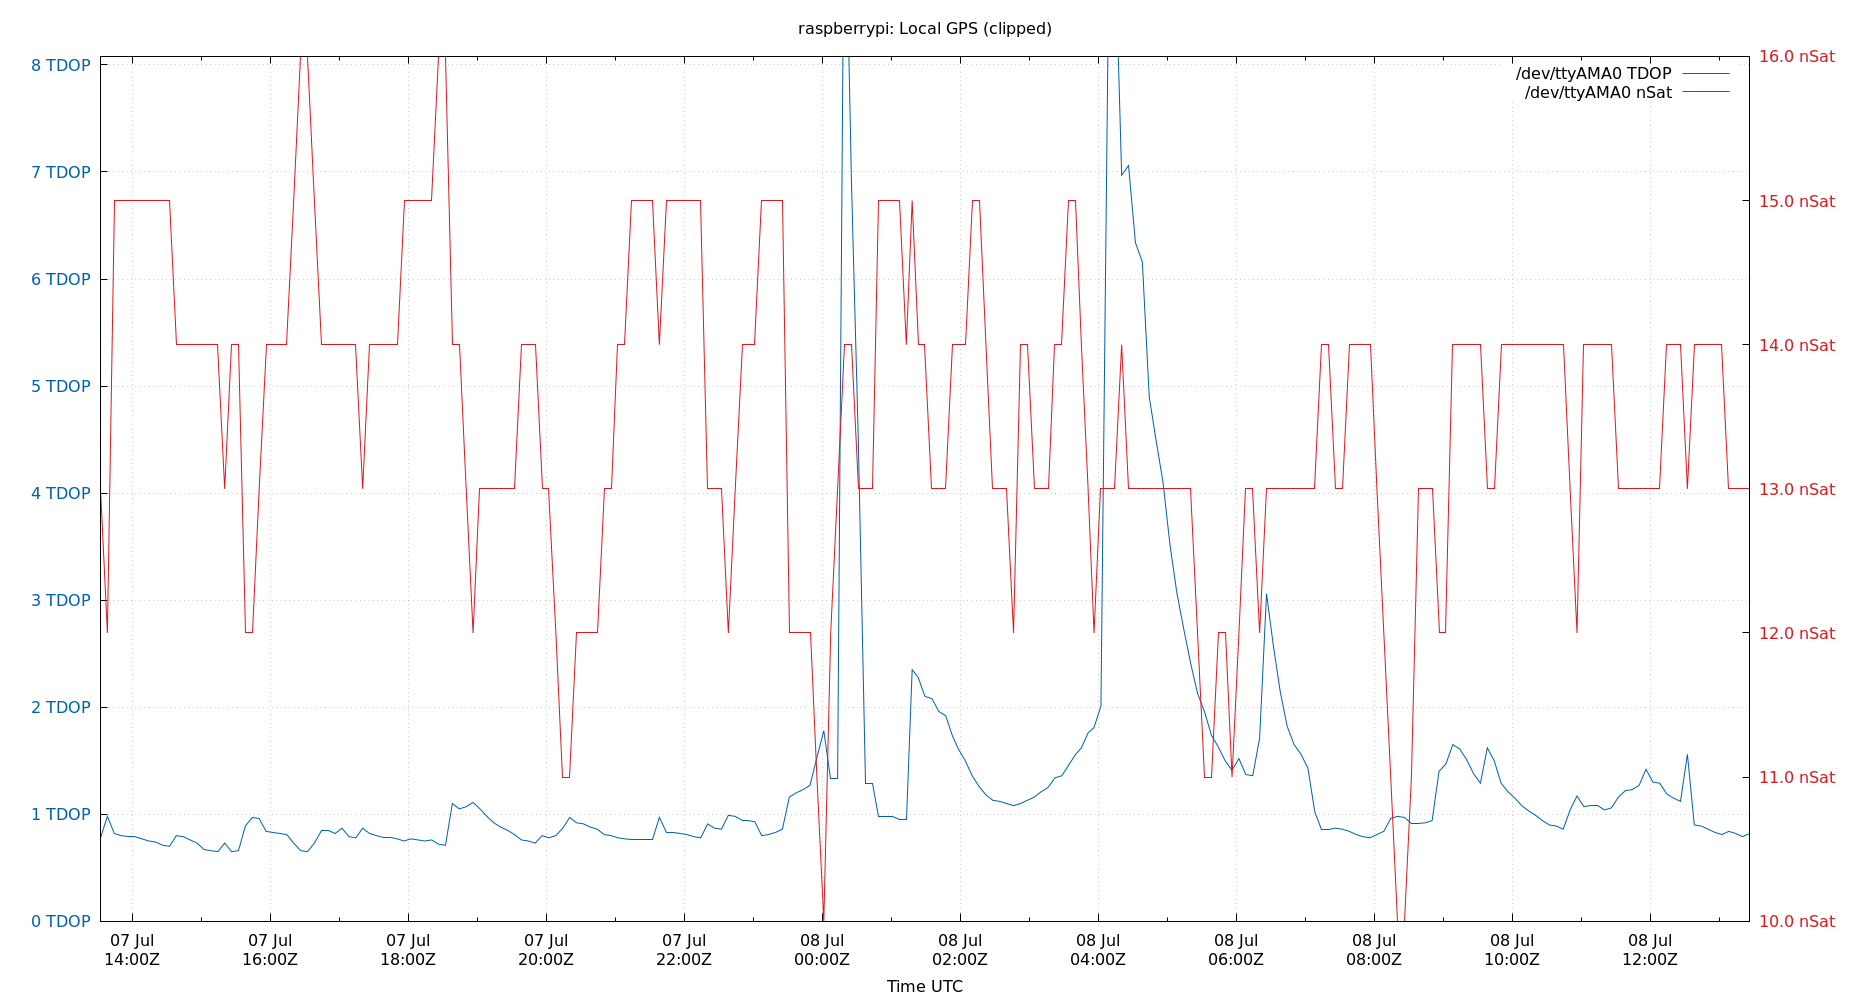 raspberrypi: Local GPS (clipped)
8 TDOP
7 TDOP
6 TDOP
5 TDOP
4 TDOP
3 TDOP
2 TDOP
1 TDOP
0 TDOP
16.0 nSat
15.0 nSat
14.0 nSat
13.0 nSat
12.0 nSat
11.0 nSat
10.0 nSat
/dev/ttyAMA0 TDOP
/dev/ttyAMA0 nSat
07 Jul
14:00Z
07 Jul
16:00Z
07 Jul
18:00Z
07 Jul
20:00Z
07 Jul
22:00Z
08 Jul
00:00Z
08 Jul
02:00Z
08 Jul
04:00Z
08 Jul
06:00Z
08 Jul
08:00Z
08 Jul
10:00Z
08 Jul
12:00Z
Time UTC